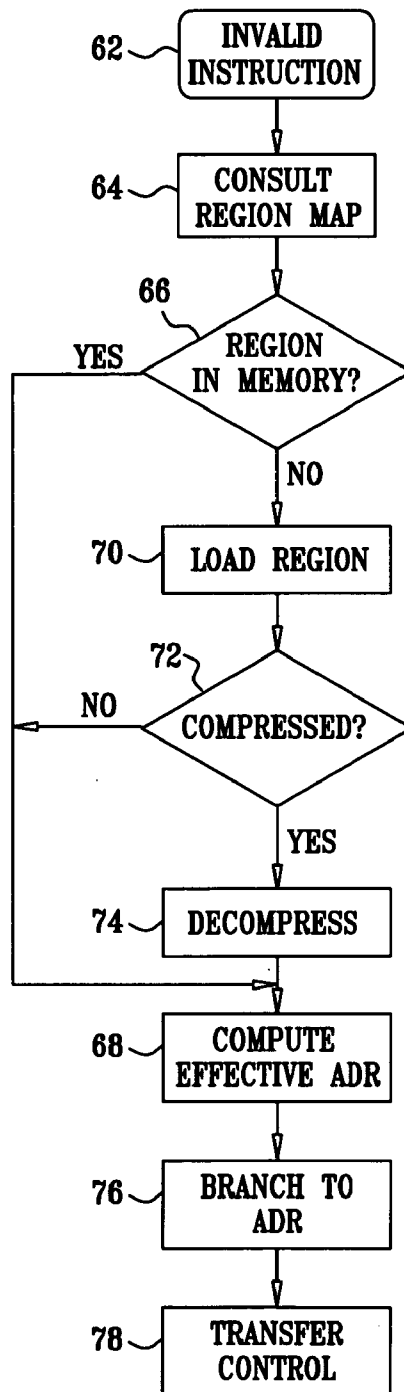 62
INVALID
INSTRUCTION
64
CONSULT
REGION MAP
66
YES
REGION
IN MEMORY?
NO
70
LOAD REGION
72
NO
COMPRESSED?
YES
74
DECOMPRESS
68
COMPUTE
EFFECTIVE ADR
76
BRANCH TO
ADR
78
TRANSFER
CONTROL